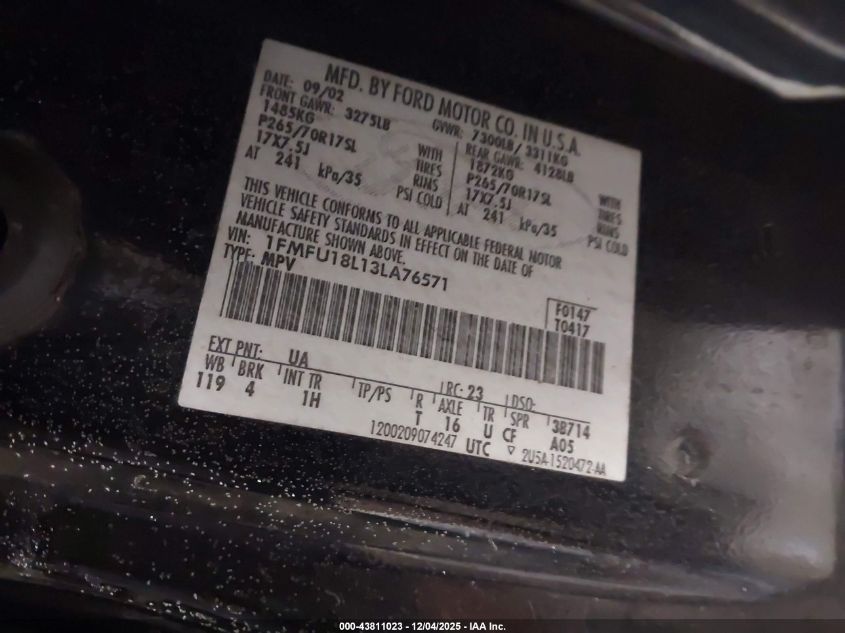 MFD. BY FORD MOTOR CO. IN U.S.A.
DATE: 09/02 GVWR: 7300LB / 3311KG
FRONT GAWR: 3275LB REAR GAWR: 4128LB
1485KG WITH 1872KG WITH
P265/70R17SL TIRES P265/70R17SL TIRES
17X7.5J RIMS 17X7.5J RIMS
AT 241 kPa/35 PSI COLD AT 241 kPa/35 PSI COLD
THIS VEHICLE CONFORMS TO ALL APPLICABLE FEDERAL MOTOR
VEHICLE SAFETY STANDARDS IN EFFECT ON THE DATE OF
MANUFACTURE SHOWN ABOVE.
VIN: 1FMFU18L13LA76571
TYPE: MPV
F0147
T0417
EXT PNT: UA RC: 23 DSO:
WB BRK INT TR TP/PS R AXLE TR SPR 38714
119 4 1H T 16 U CF A05
1200209074247 UTC ▽ 2U5A-1520472-AA
000-43811023 - 12/04/2025 - IAA Inc.